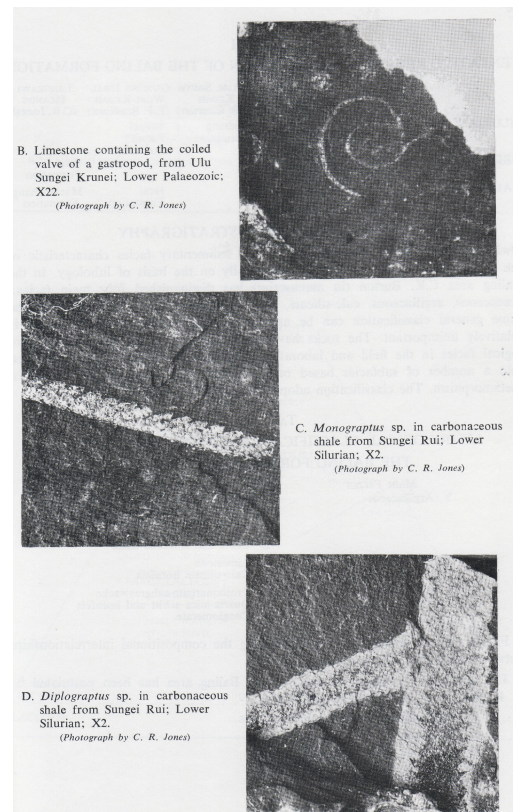 B. Limestone containing the coiled
valve of a gastropod, from Ulu
Sungei Krunei; Lower Palaeozoic;
X22.
(Photograph by C. R. Jones)
C. Monograptus sp. in carbonaceous
shale from Sungei Rui; Lower
Silurian; X2.
(Photograph by C. R. Jones)
D. Diplograptus sp. in carbonaceous
shale from Sungei Rui; Lower
Silurian; X2.
(Photograph by C. R. Jones)